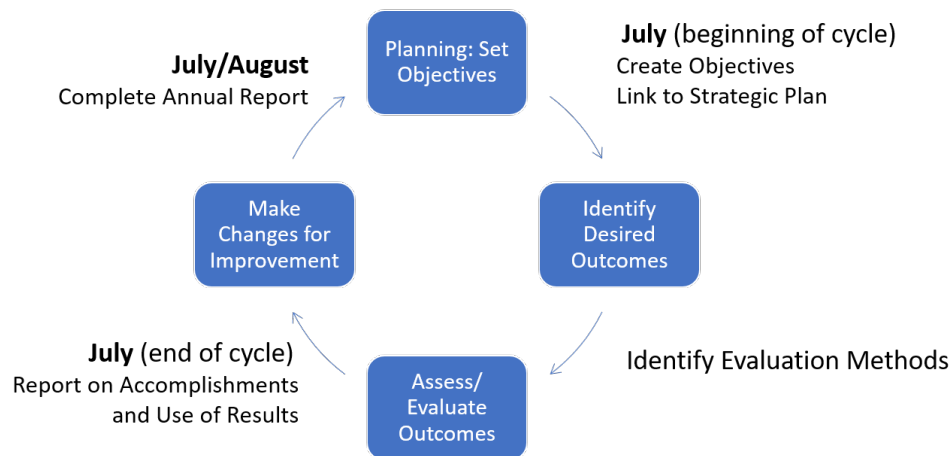 Planning: Set
Objectives
July (beginning of cycle)
Create Objectives
Link to Strategic Plan
Identify
Desired
Outcomes
Identify Evaluation Methods
Assess/
Evaluate
Outcomes
July (end of cycle)
Report on Accomplishments
and Use of Results
Make
Changes for
Improvement
July/August
Complete Annual Report